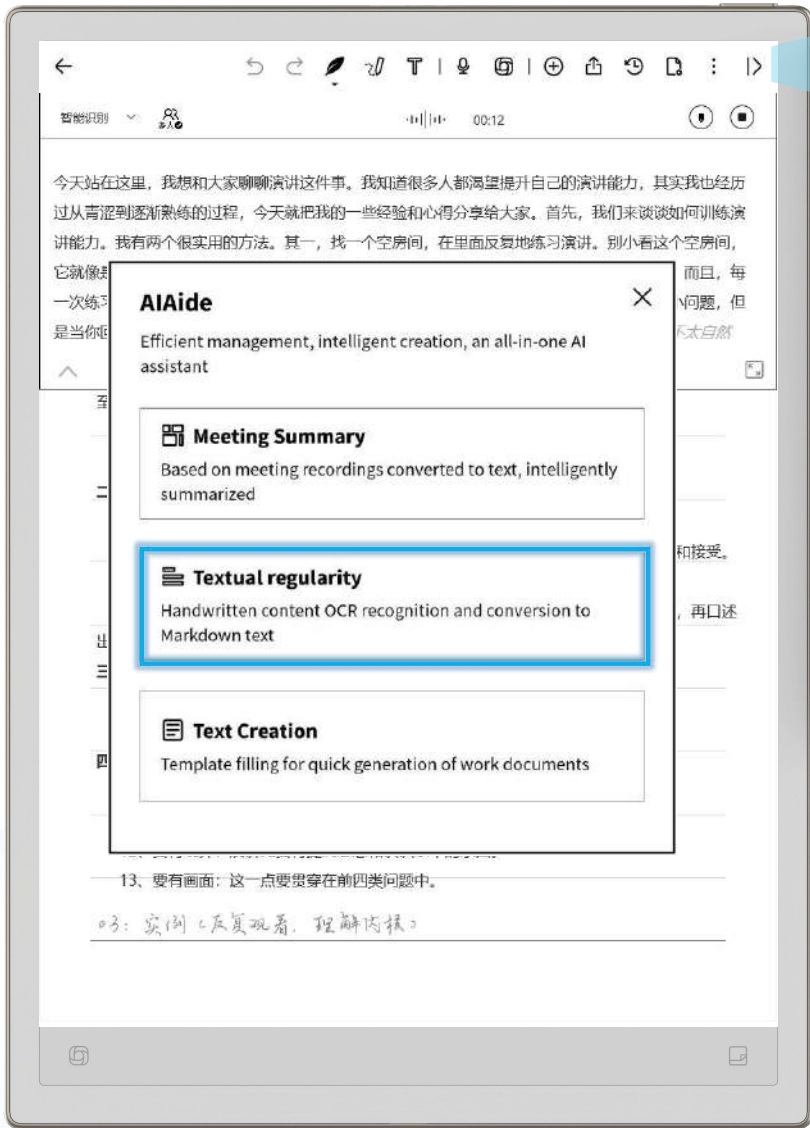 智能识别
多人
00:12
今天站在这里，我想和大家聊聊演讲这件事。我知道很多人都渴望提升自己的演讲能力，其实我也经历
过从青涩到逐渐熟练的过程，今天就把我的一些经验和心得分享给大家。首先，我们来谈谈如何训练演
讲能力。我有两个很实用的方法。其一，找一个空房间，在里面反复地练习演讲。别小看这个空房间，
它就像是 而且，每
一次练习 小问题，但
是当你回 不太自然
AIAide
Efficient management, intelligent creation, an all-in-one AI
assistant
Meeting Summary
Based on meeting recordings converted to text, intelligently
summarized
二
和接受。
Textual regularity
Handwritten content OCR recognition and conversion to
Markdown text
，再口述
出
三
Text Creation
Template filling for quick generation of work documents
四
13、要有画面：这一点要贯穿在前四类问题中。
03：实例（反复观看，理解内核）